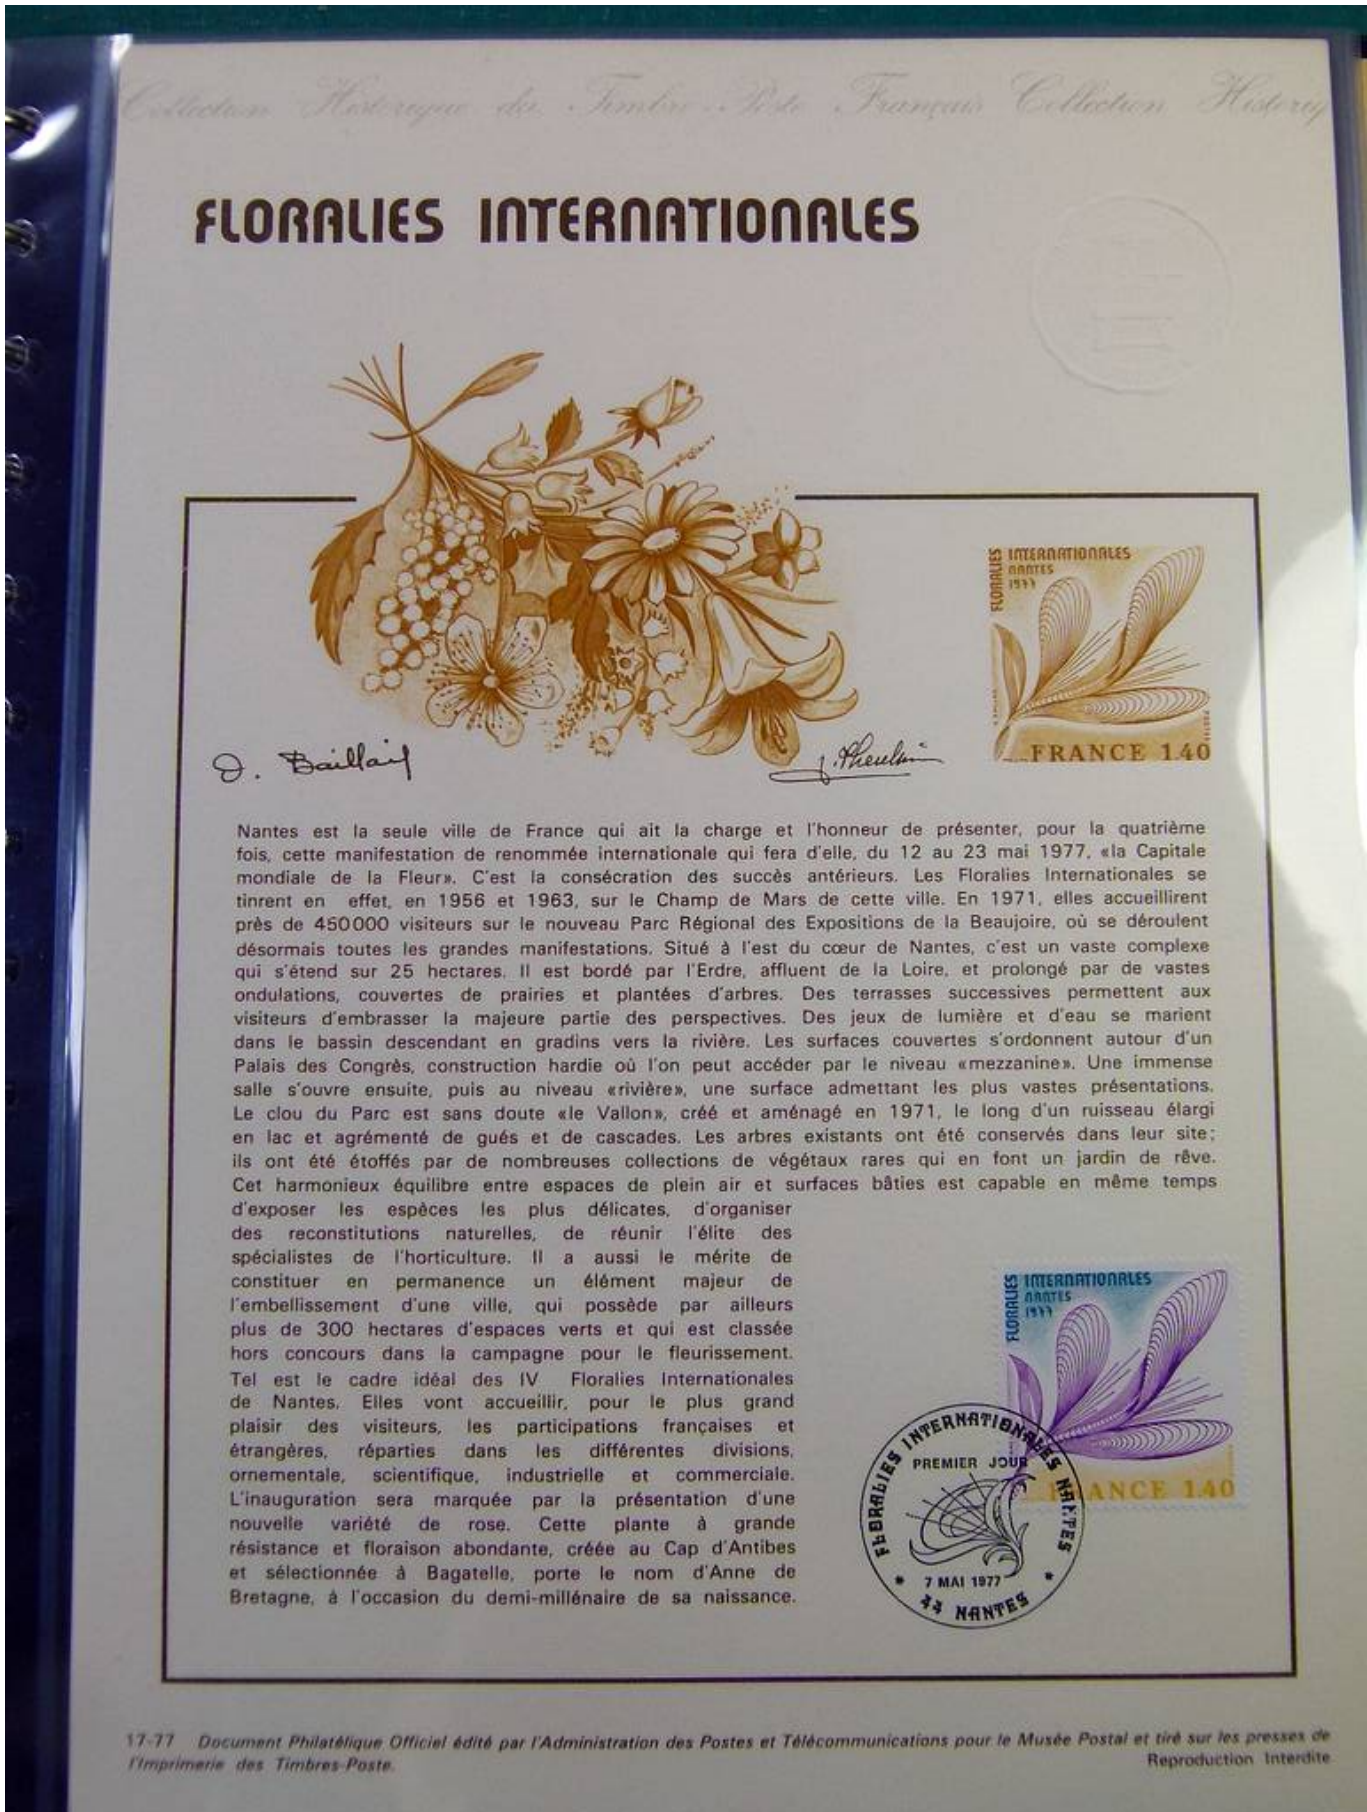 Collection Historique du Timbre-Poste Français Collection Historiq
FLORALIES INTERNATIONALES
FLORALIES
INTERNATIONALES
NANTES
1977
FRANCE 1.40
Nantes est la seule ville de France qui ait la charge et l'honneur de présenter, pour la quatrième
fois, cette manifestation de renommée internationale qui fera d'elle, du 12 au 23 mai 1977, «la Capitale
mondiale de la Fleur». C'est la consécration des succès antérieurs. Les Floralies Internationales se
tinrent en effet, en 1956 et 1963, sur le Champ de Mars de cette ville. En 1971, elles accueillirent
près de 450000 visiteurs sur le nouveau Parc Régional des Expositions de la Beaujoire, où se déroulent
désormais toutes les grandes manifestations. Situé à l'est du cœur de Nantes, c'est un vaste complexe
qui s'étend sur 25 hectares. Il est bordé par l'Erdre, affluent de la Loire, et prolongé par de vastes
ondulations, couvertes de prairies et plantées d'arbres. Des terrasses successives permettent aux
visiteurs d'embrasser la majeure partie des perspectives. Des jeux de lumière et d'eau se marient
dans le bassin descendant en gradins vers la rivière. Les surfaces couvertes s'ordonnent autour d'un
Palais des Congrès, construction hardie où l'on peut accéder par le niveau «mezzanine». Une immense
salle s'ouvre ensuite, puis au niveau «rivière», une surface admettant les plus vastes présentations.
Le clou du Parc est sans doute «le Vallon», créé et aménagé en 1971, le long d'un ruisseau élargi
en lac et agrémenté de gués et de cascades. Les arbres existants ont été conservés dans leur site;
ils ont été étoffés par de nombreuses collections de végétaux rares qui en font un jardin de rêve.
Cet harmonieux équilibre entre espaces de plein air et surfaces bâties est capable en même temps
d'exposer les espèces les plus délicates, d'organiser
des reconstitutions naturelles, de réunir l'élite des
spécialistes de l'horticulture. Il a aussi le mérite de
constituer en permanence un élément majeur de
l'embellissement d'une ville, qui possède par ailleurs
plus de 300 hectares d'espaces verts et qui est classée
hors concours dans la campagne pour le fleurissement.
Tel est le cadre idéal des IV Floralies Internationales
de Nantes. Elles vont accueillir, pour le plus grand
plaisir des visiteurs, les participations françaises et
étrangères, réparties dans les différentes divisions,
ornementale, scientifique, industrielle et commerciale.
L'inauguration sera marquée par la présentation d'une
nouvelle variété de rose. Cette plante à grande
résistance et floraison abondante, créée au Cap d'Antibes
et sélectionnée à Bagatelle, porte le nom d'Anne de
Bretagne, à l'occasion du demi-millénaire de sa naissance.
FLORALIES
INTERNATIONALES
NANTES
1977
FRANCE 1.40
FLORALIES INTERNATIONALES NANTES
PREMIER JOUR
7 MAI 1977
44 NANTES
17-77 Document Philatélique Officiel édité par l'Administration des Postes et Télécommunications pour le Musée Postal et tiré sur les presses de
l'Imprimerie des Timbres-Poste.
Reproduction Interdite